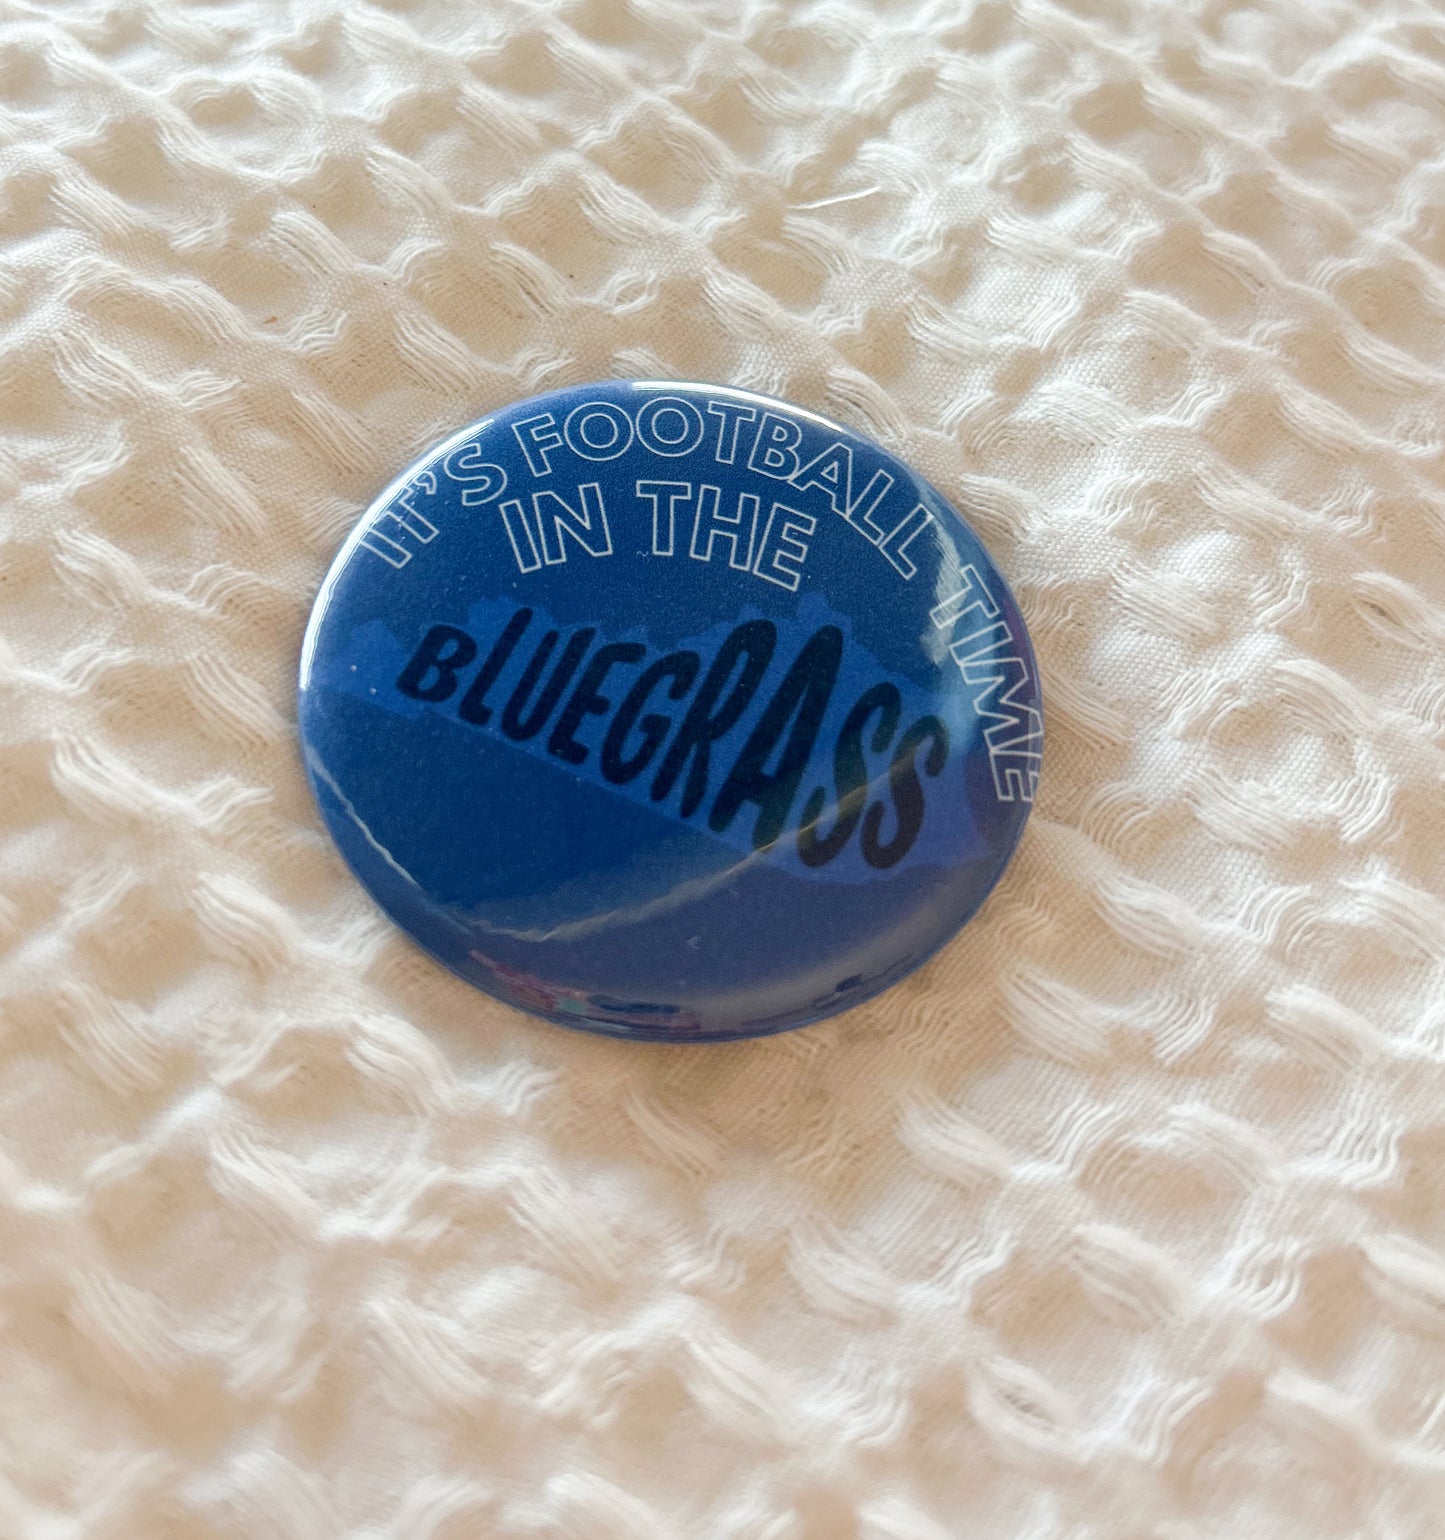 IT'S FOOTBALL TIME
IN THE
BLUEGRASS